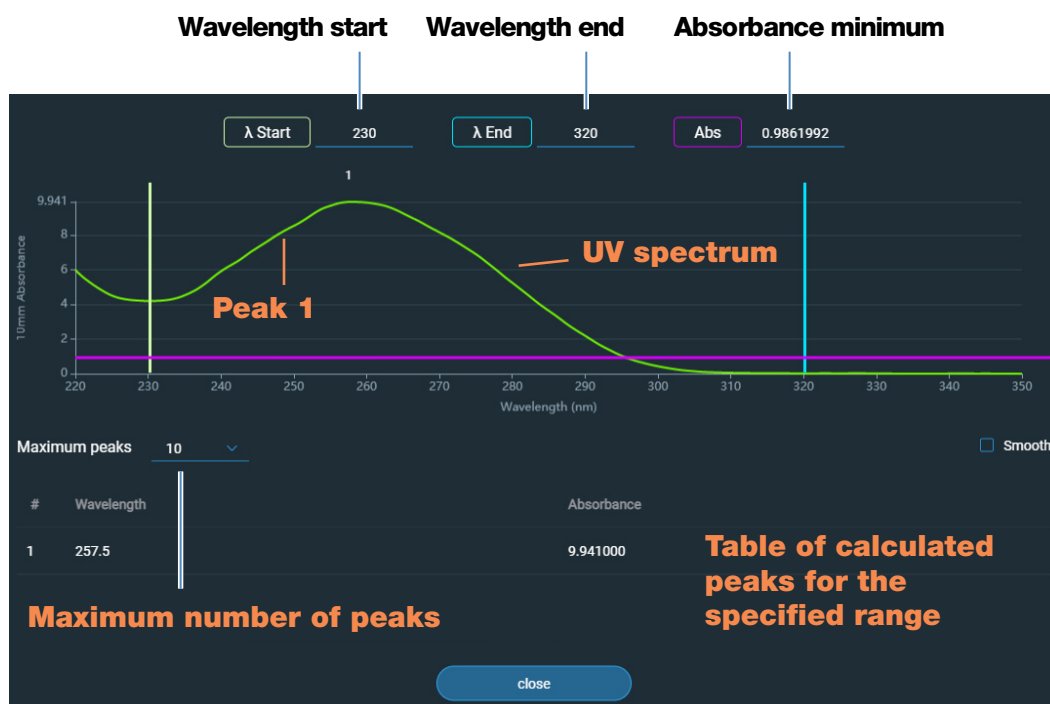 Wavelength start Wavelength end Absorbance minimum
λ Start 230 λ End 320 Abs 0.9861992
1
9.941
8
6
4
2
0
10mm Absorbance
UV spectrum
Peak 1
220 230 240 250 260 270 280 290 300 310 320 330 340 350
Wavelength (nm)
Maximum peaks 10 Smooth
# Wavelength Absorbance
1 257.5 9.941000
Table of calculated
peaks for the
specified range
Maximum number of peaks
close